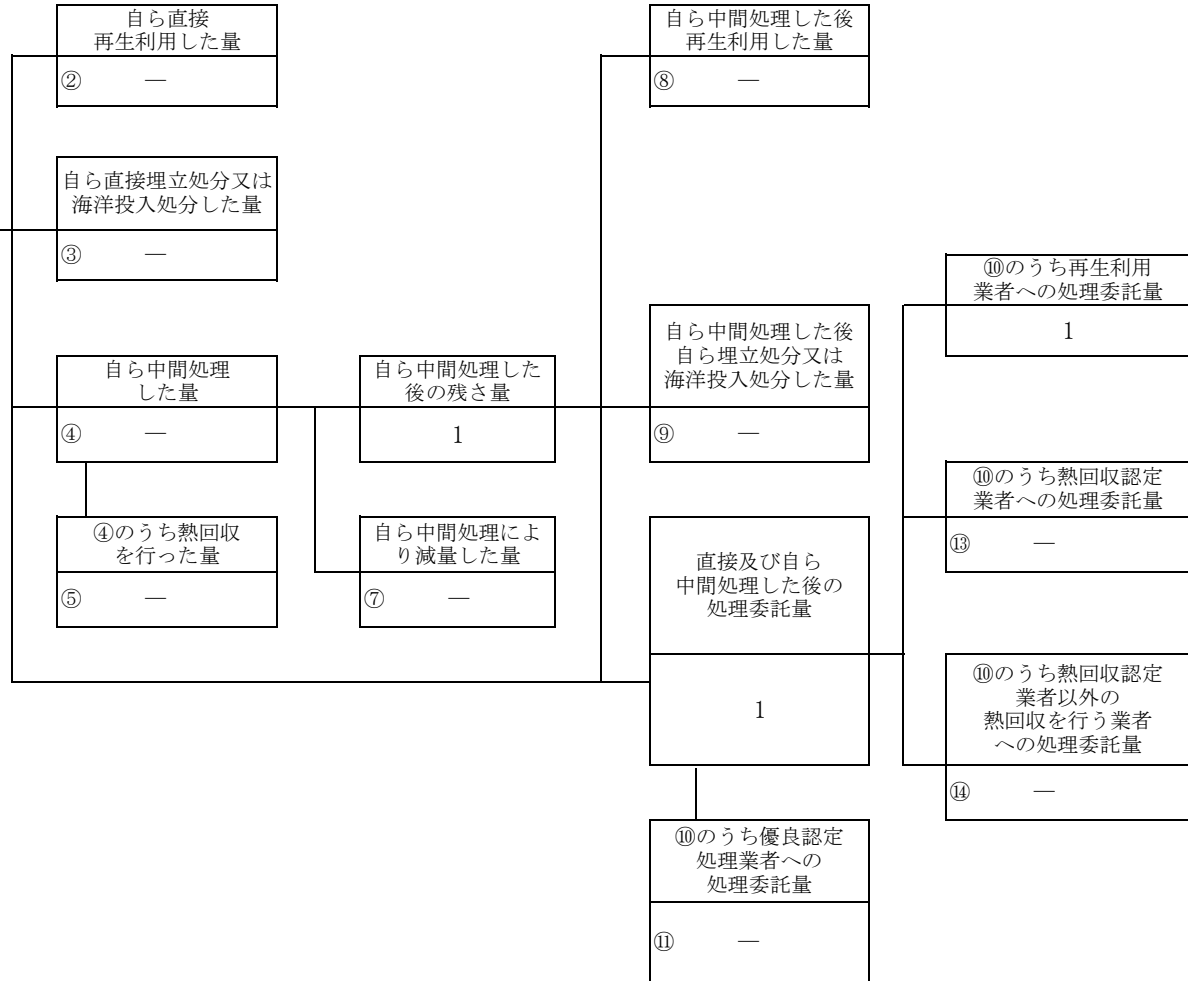 自ら直接
再生利用した量
② —
自ら直接埋立処分又は
海洋投入処分した量
③ —
自ら中間処理
した量
④ —
④のうち熱回収
を行った量
⑤ —
自ら中間処理した
後の残さ量
1
自ら中間処理によ
り減量した量
⑦ —
自ら中間処理した後
再生利用した量
⑧ —
自ら中間処理した後
自ら埋立処分又は
海洋投入処分した量
⑨ —
直接及び自ら
中間処理した後の
処理委託量
1
⑩のうち優良認定
処理業者への
処理委託量
⑪ —
⑩のうち再生利用
業者への処理委託量
1
⑩のうち熱回収認定
業者への処理委託量
⑬ —
⑩のうち熱回収認定
業者以外の
熱回収を行う業者
への処理委託量
⑭ —